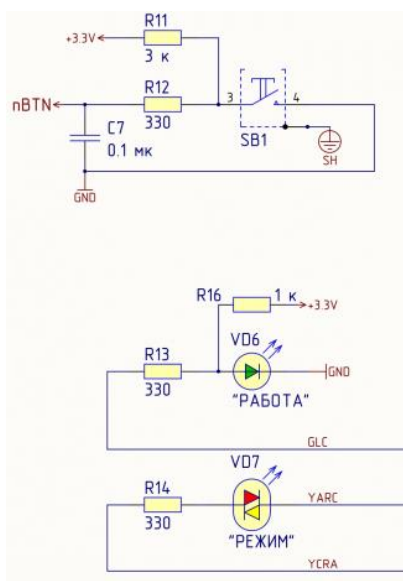 R11
+3.3V
3 к
R12
nBTN
3
4
330
C7
0.1 мк
SB1
SH
GND
R16
1 к
+3.3V
VD6
R13
330
GND
"РАБОТА"
GLC
VD7
R14
YARC
330
"РЕЖИМ"
YCRA